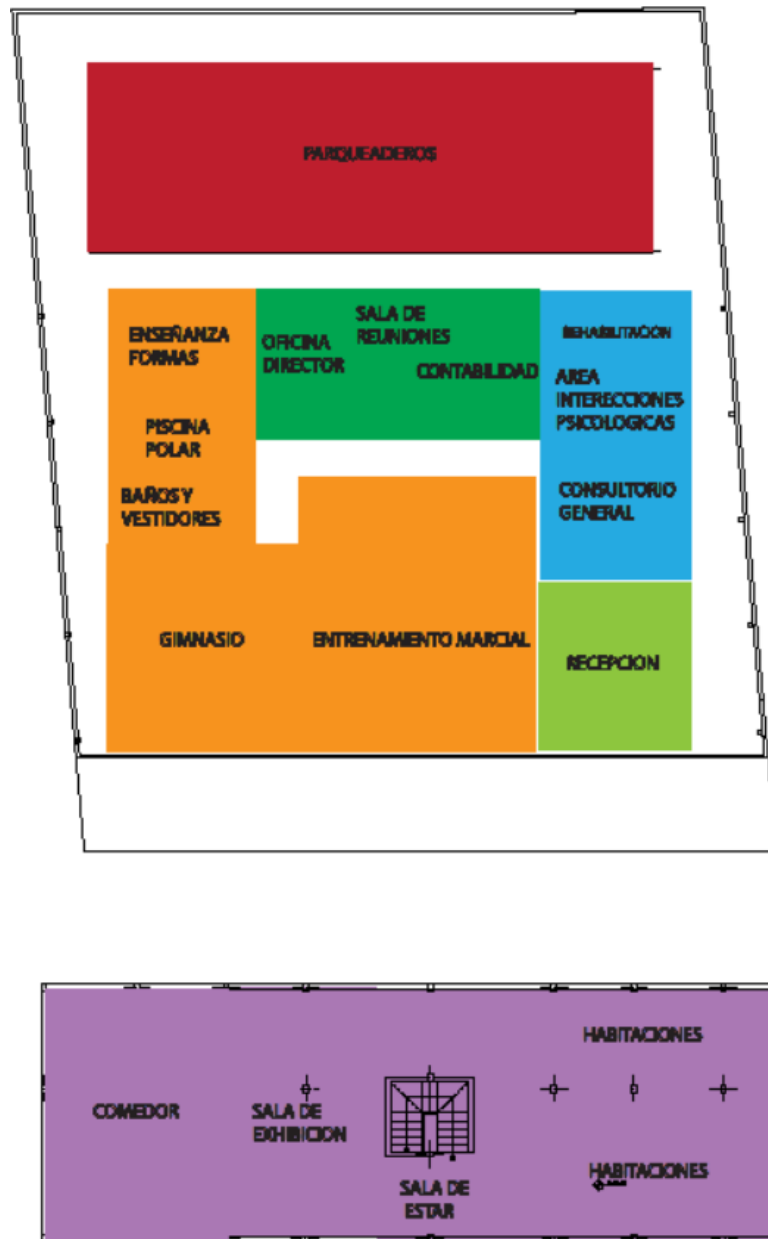 PARQUEADEROS
ENSEÑANZA
FORMAS
PISCINA
POLAR
BAÑOS Y
VESTIDORES
OFICINA
DIRECTOR
SALA DE
REUNIONES
CONTABILIDAD
REHABILITACION
AREA
INTERECCIONES
PSICOLOGICAS
CONSULTORIO
GENERAL
GIMNASIO
ENTRENAMIENTO MARCIAL
RECEPCION
HABITACIONES
COMEDOR
SALA DE
EXHIBICION
HABITACIONES
SALA DE
ESTAR